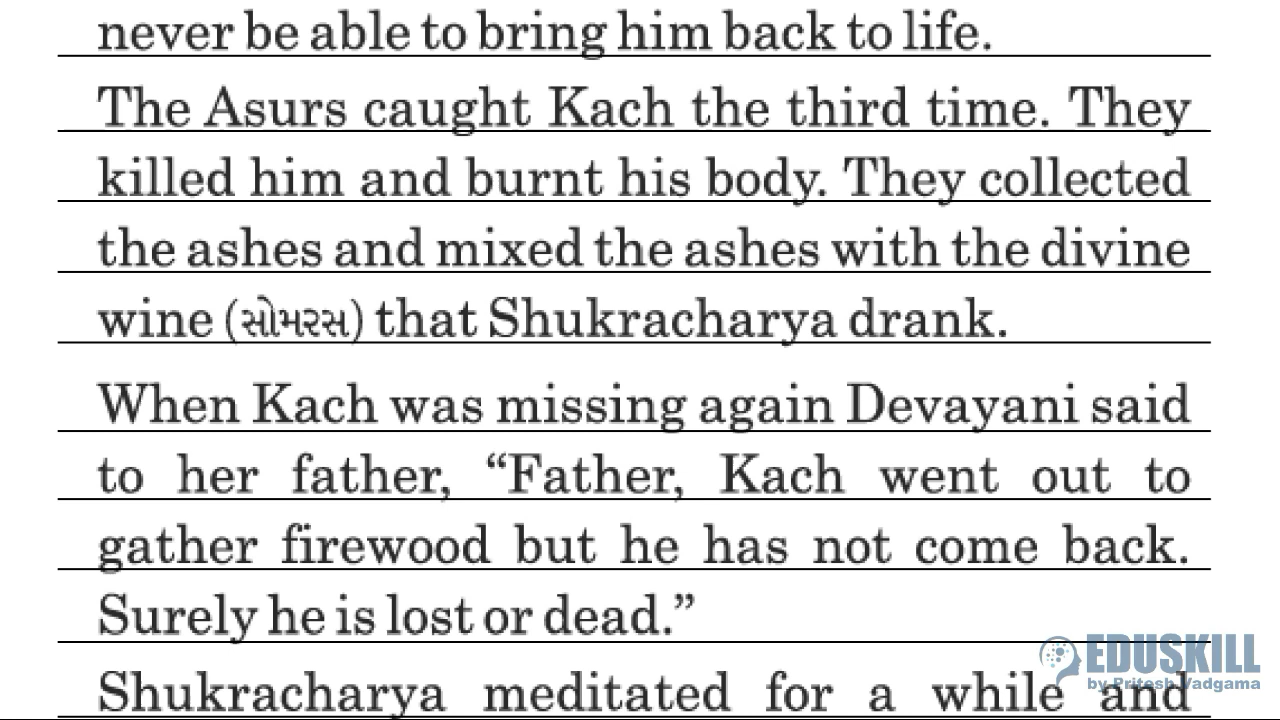 never be able to bring him back to life.
The Asurs caught Kach the third time. They
killed him and burnt his body. They collected
the ashes and mixed the ashes with the divine
wine (સોમરસ) that Shukracharya drank.
When Kach was missing again Devayani said
to her father, “Father, Kach went out to
gather firewood but he has not come back.
Surely he is lost or dead.”
Shukracharya meditated for a while and
EDUSKILL
by Pritesh Vadgama